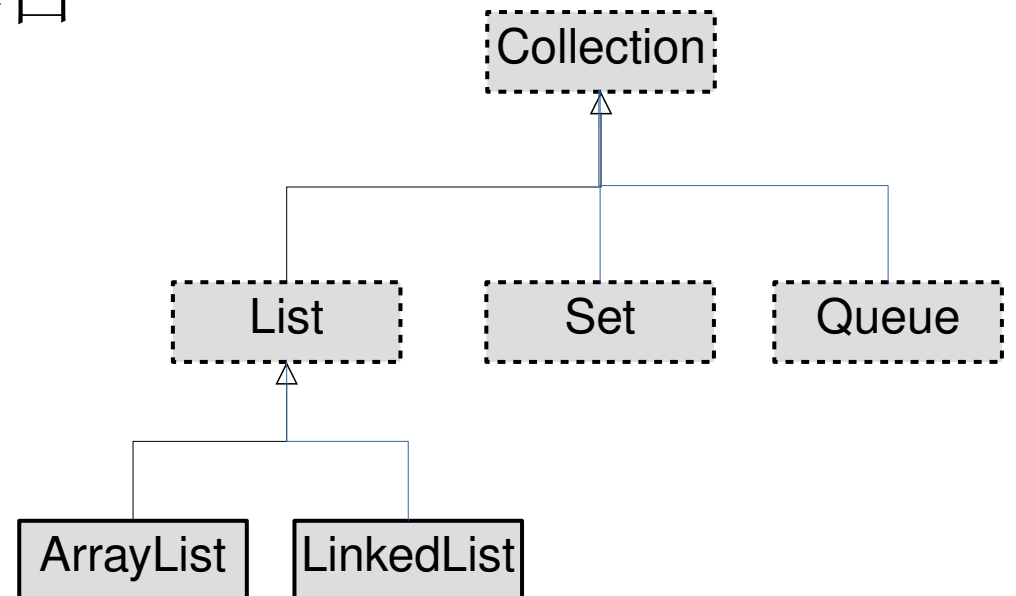 Collection
List
Set
Queue
ArrayList
LinkedList